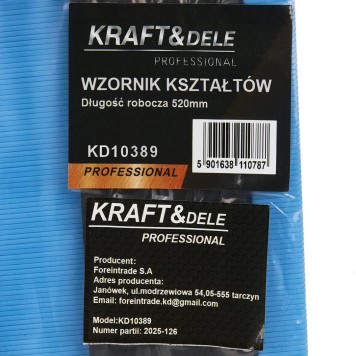 KRAFT&DELE
PROFESSIONAL
WZORNIK KSZTAŁTÓW
Długość robocza 520mm
KD10389
5 901638 110787
PROFESSIONAL
KRAFT&DELE
PROFESSIONAL
Producent:
Foreintrade S.A
Adres producenta:
Janówek, ul.modrzewiowa 54,05-555 tarczyn
Email: foreintrade.kd@gmail.com
Model:KD10389
Numer partii: 2025-126